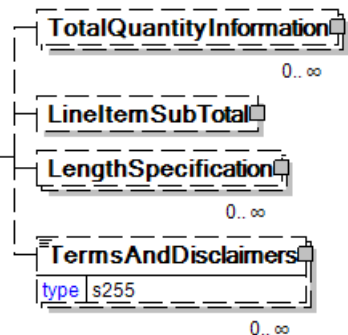 TotalQuantityInformation
0.. ∞
LineItemSubTotal
LengthSpecification
0.. ∞
TermsAndDisclaimers
type s255
0.. ∞